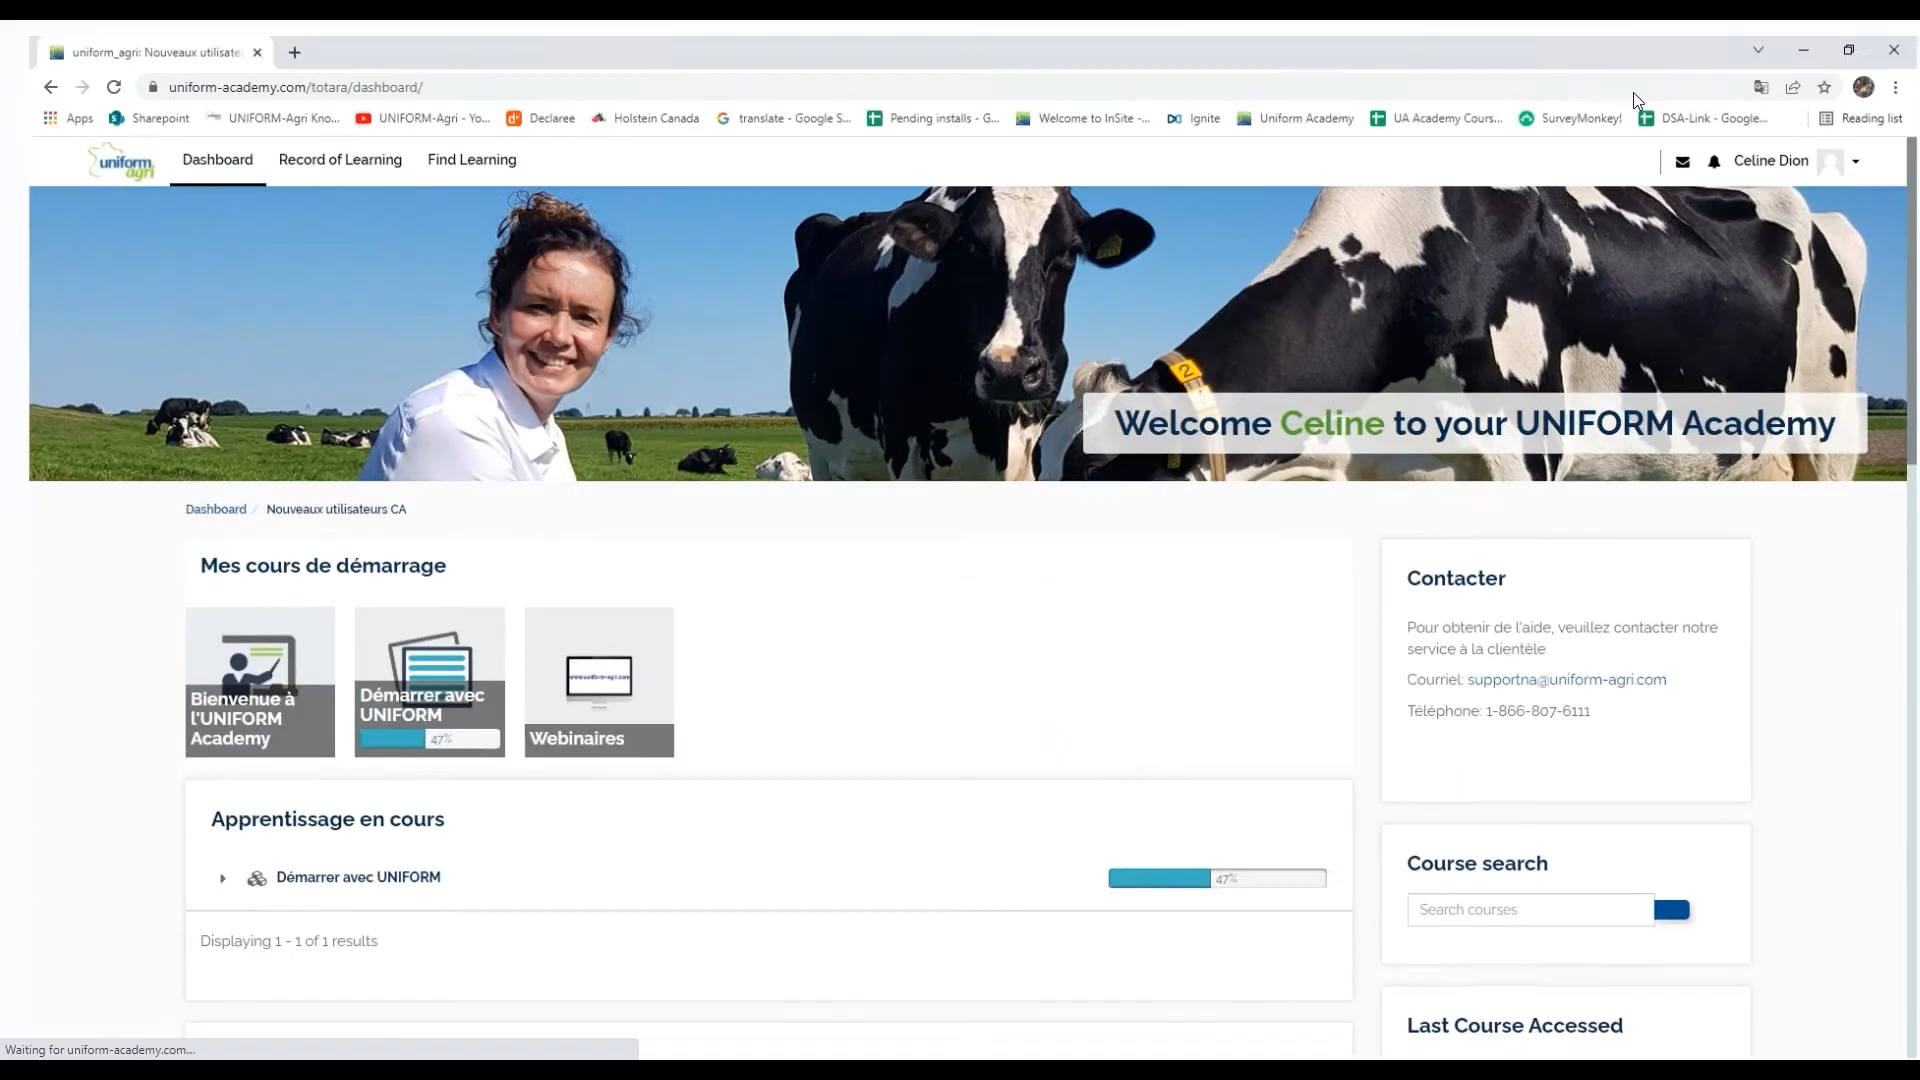 uniform_agri: Nouveaux utilisate
uniform-academy.com/totara/dashboard/
Apps Sharepoint UNIFORM-Agri Kno... UNIFORM-Agri - Yo... Declaree Holstein Canada translate - Google S... Pending installs - G... Welcome to InSite -... Ignite Uniform Academy UA Academy Cours... SurveyMonkey! DSA-Link - Google... Reading list
uniform agri Dashboard Record of Learning Find Learning Celine Dion
2
Welcome Celine to your UNIFORM Academy
Dashboard / Nouveaux utilisateurs CA
Mes cours de démarrage
Bienvenue à
l'UNIFORM
Academy
Démarrer avec
UNIFORM
47%
www.uniform-agri.com
Webinaires
Apprentissage en cours
Démarrer avec UNIFORM 47%
Displaying 1 - 1 of 1 results
Contacter
Pour obtenir de l'aide, veuillez contacter notre
service à la clientèle
Courriel: supportna@uniform-agri.com
Téléphone: 1-866-807-6111
Course search
Search courses
Last Course Accessed
Waiting for uniform-academy.com...